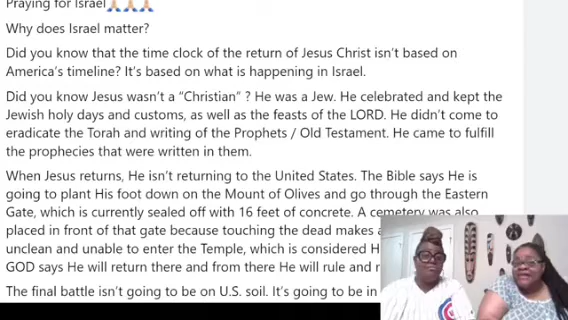 Praying for Israel🙏🏼🙏🏼🙏🏼
Why does Israel matter?
Did you know that the time clock of the return of Jesus Christ isn’t based on
America’s timeline? It’s based on what is happening in Israel.
Did you know Jesus wasn’t a “Christian” ? He was a Jew. He celebrated and kept the
Jewish holy days and customs, as well as the feasts of the LORD. He didn’t come to
eradicate the Torah and writing of the Prophets / Old Testament. He came to fulfill
the prophecies that were written in them.
When Jesus returns, He isn’t returning to the United States. The Bible says He is
going to plant His foot down on the Mount of Olives and go through the Eastern
Gate, which is currently sealed off with 16 feet of concrete. A cemetery was also
placed in front of that gate because touching the dead makes
unclean and unable to enter the Temple, which is considered
GOD says He will return there and from there He will rule and
The final battle isn’t going to be on U.S. soil. It’s going to be in